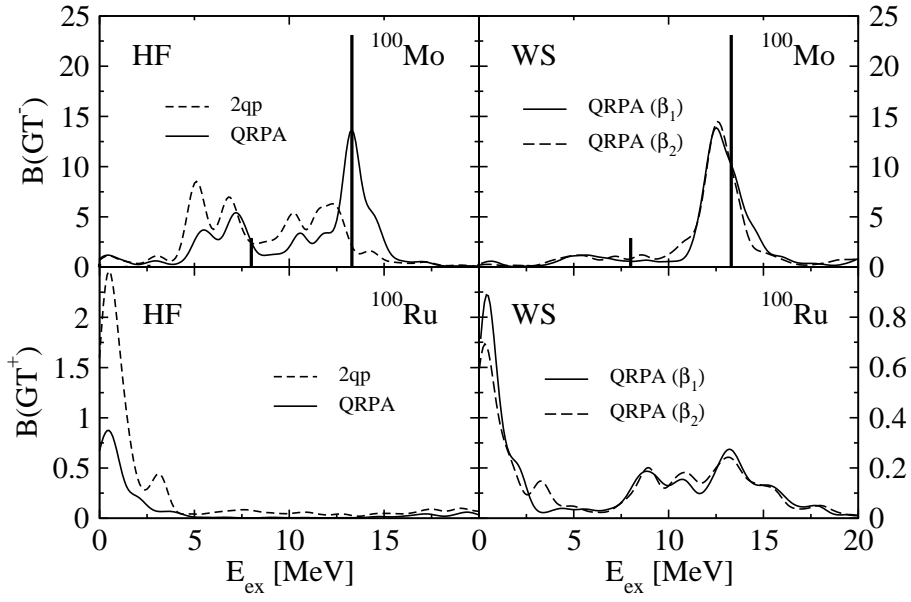 HF
¹⁰⁰Mo
2qp
QRPA
B(GT⁻)
0
5
10
15
20
25
WS
¹⁰⁰Mo
QRPA (β₁)
QRPA (β₂)
0
5
10
15
20
25
HF
¹⁰⁰Ru
2qp
QRPA
B(GT⁺)
0
0.5
1
1.5
2
0 5 10 15
E_ex [MeV]
WS
¹⁰⁰Ru
QRPA (β₁)
QRPA (β₂)
0
0.2
0.4
0.6
0.8
0 5 10 15 20
E_ex [MeV]